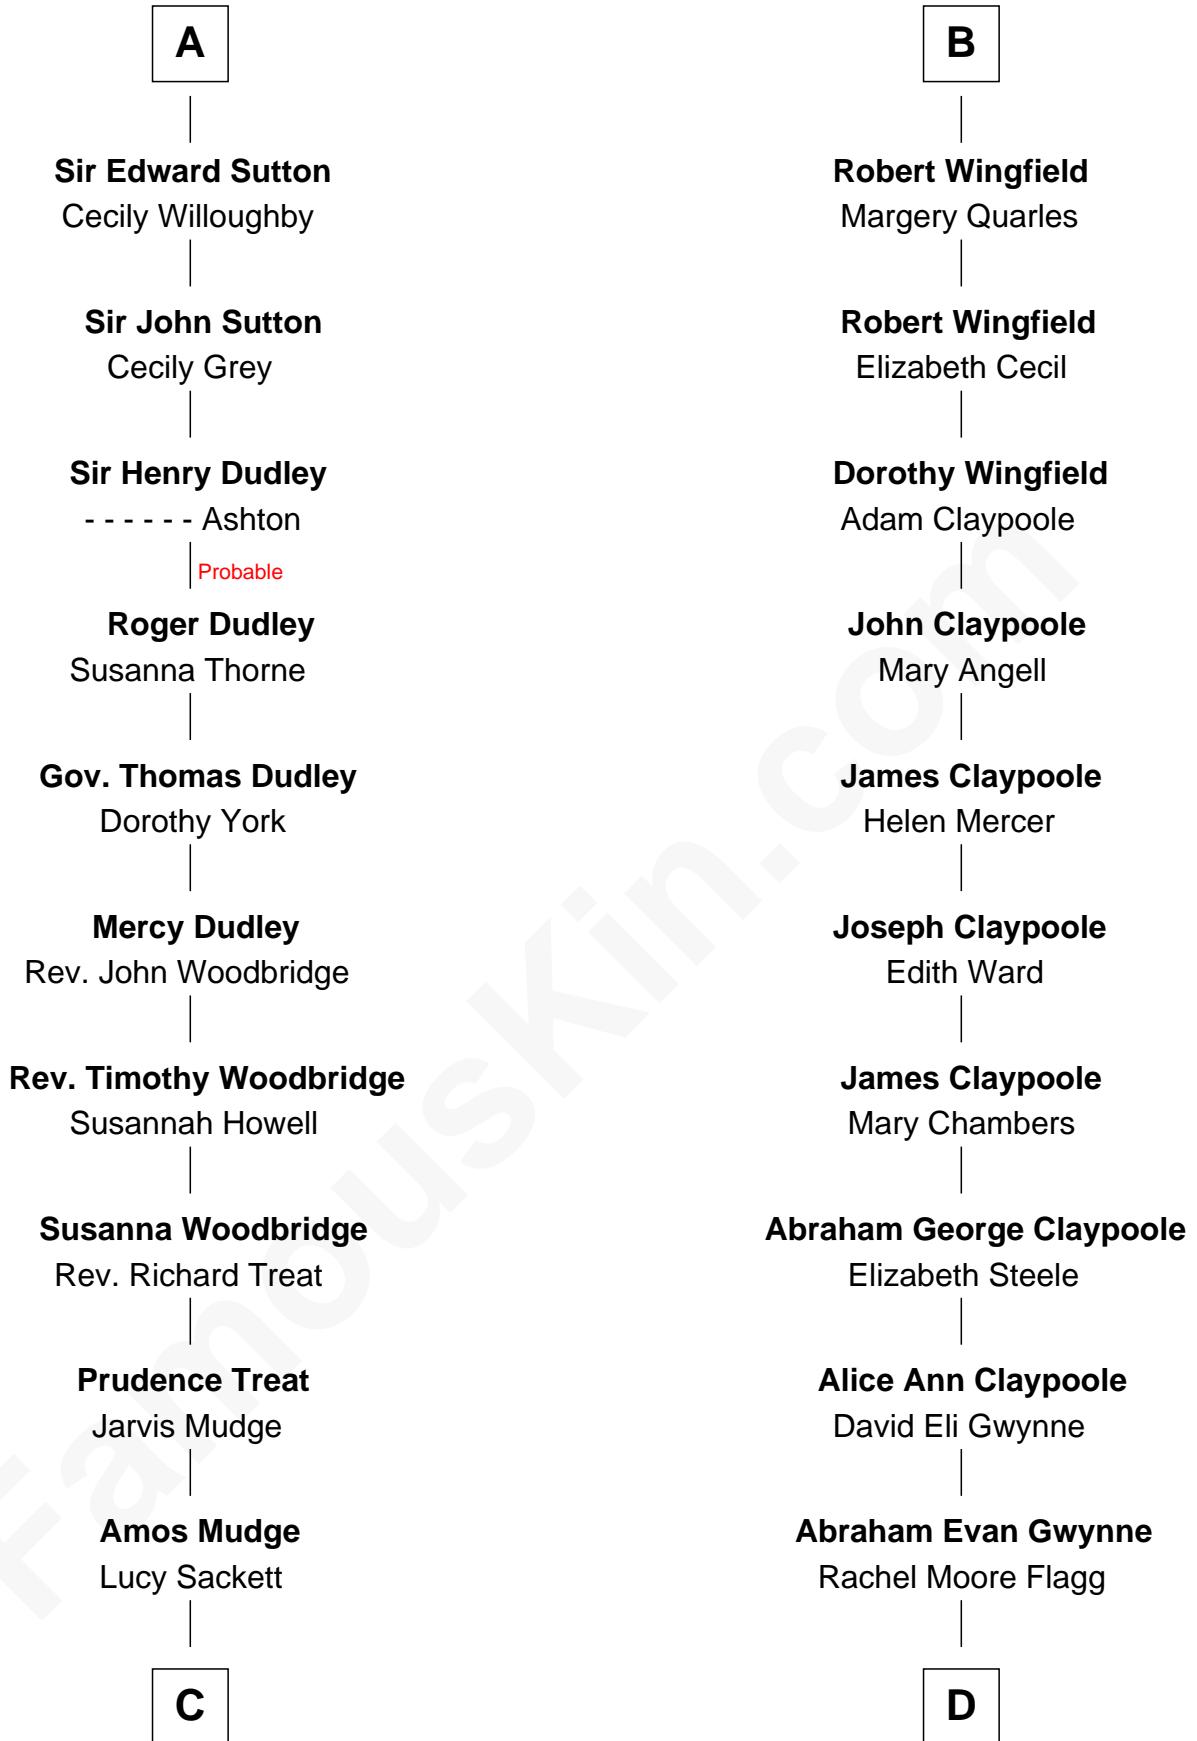 A
Sir Edward Sutton
Cecily Willoughby
Sir John Sutton
Cecily Grey
Sir Henry Dudley
- - - - - - Ashton
Probable
Roger Dudley
Susanna Thorne
Gov. Thomas Dudley
Dorothy York
Mercy Dudley
Rev. John Woodbridge
Rev. Timothy Woodbridge
Susannah Howell
Susanna Woodbridge
Rev. Richard Treat
Prudence Treat
Jarvis Mudge
Amos Mudge
Lucy Sackett
C
B
Robert Wingfield
Margery Quarles
Robert Wingfield
Elizabeth Cecil
Dorothy Wingfield
Adam Claypoole
John Claypoole
Mary Angell
James Claypoole
Helen Mercer
Joseph Claypoole
Edith Ward
James Claypoole
Mary Chambers
Abraham George Claypoole
Elizabeth Steele
Alice Ann Claypoole
David Eli Gwynne
Abraham Evan Gwynne
Rachel Moore Flagg
D
FamousKin.com